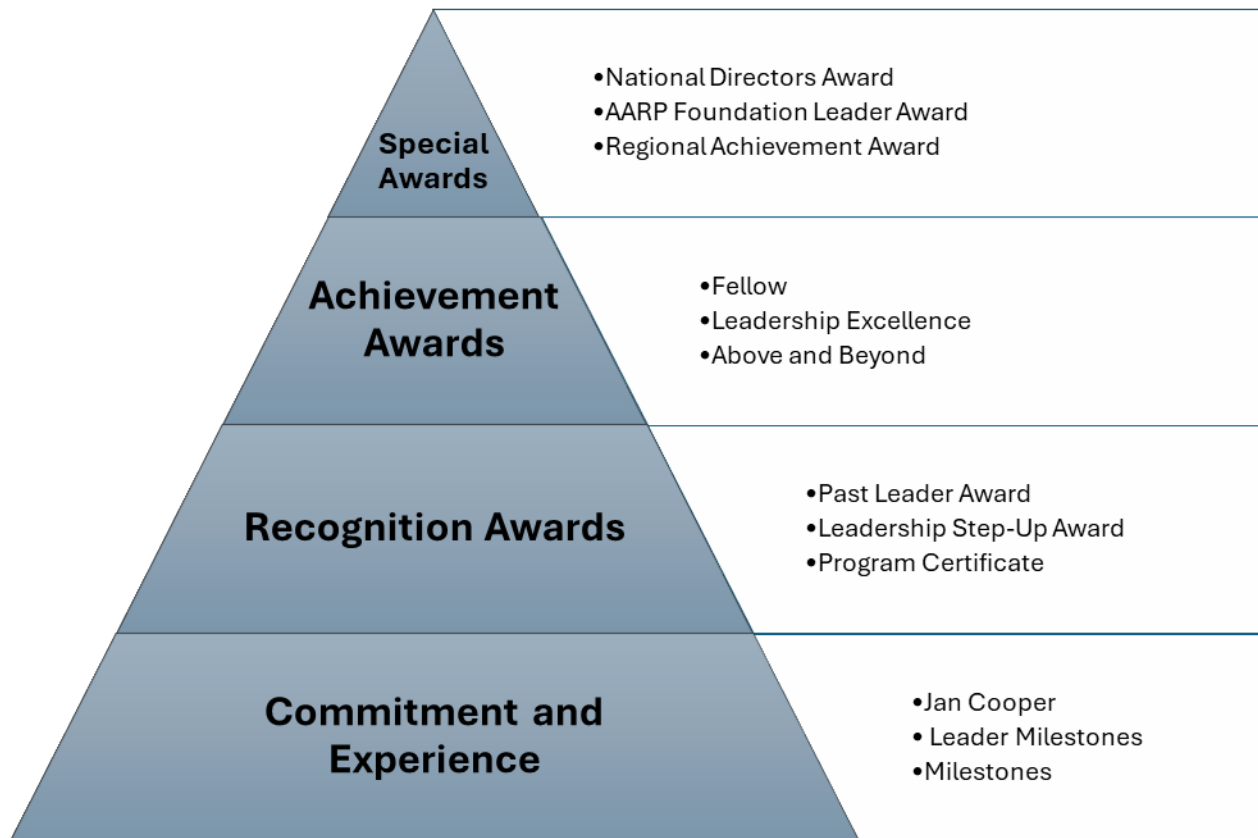 Special
Awards
•National Directors Award
•AARP Foundation Leader Award
•Regional Achievement Award
Achievement
Awards
•Fellow
•Leadership Excellence
•Above and Beyond
Recognition Awards
•Past Leader Award
•Leadership Step-Up Award
•Program Certificate
Commitment and
Experience
•Jan Cooper
• Leader Milestones
•Milestones